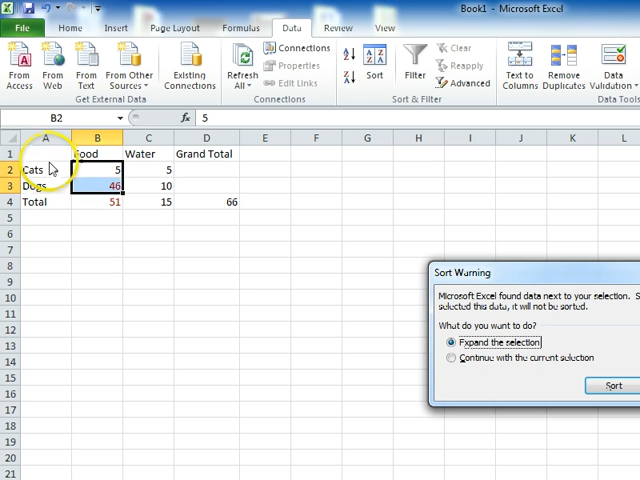 Book1 - Microsoft Excel
File Home Insert Page Layout Formulas Data Review View
From Access
From Web
From Text
From Other Sources
Existing Connections
Refresh All
Connections
Properties
Edit Links
Sort
Filter
Clear
Reapply
Advanced
Text to Columns
Remove Duplicates
Data Validation
Get External Data Connections Sort & Filter Data Tools
B2 fx 5
A B C D E F G H I J K L
1 Food Water Grand Total
2 Cats 5 5
3 Dogs 46 10
4 Total 51 15 66
5
6
7
8
9
10
11
12
13
14
15
16
17
18
19
20
21
Sort Warning
Microsoft Excel found data next to your selection. S
selected this data, it will not be sorted.
What do you want to do?
Expand the selection
Continue with the current selection
Sort